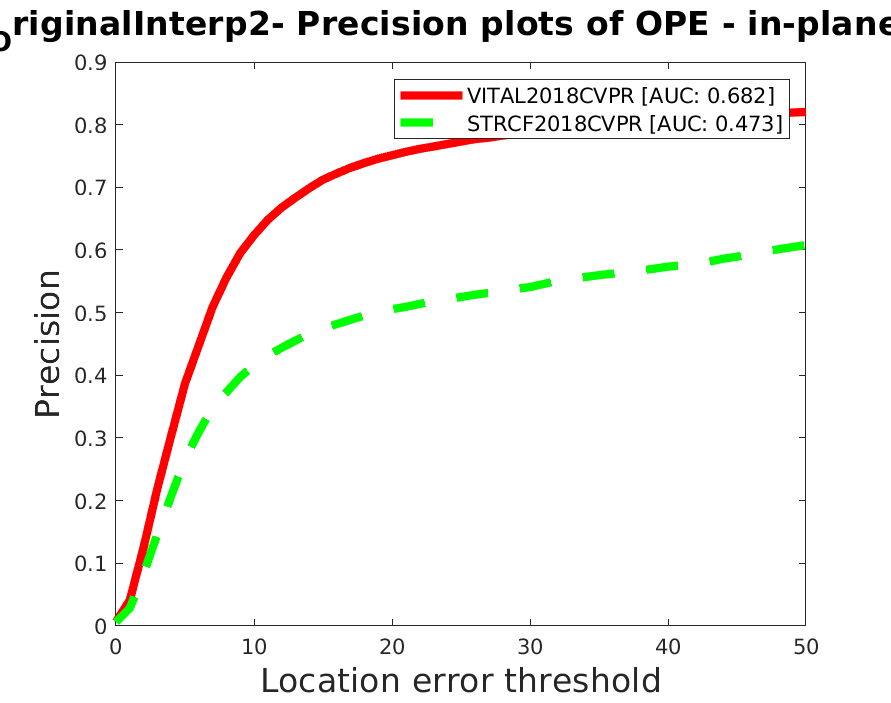 originalInterp2- Precision plots of OPE - in-plane
VITAL2018CVPR [AUC: 0.682]
STRCF2018CVPR [AUC: 0.473]
0.9
0.8
0.7
0.6
0.5
0.4
0.3
0.2
0.1
0
Precision
0 10 20 30 40 50
Location error threshold